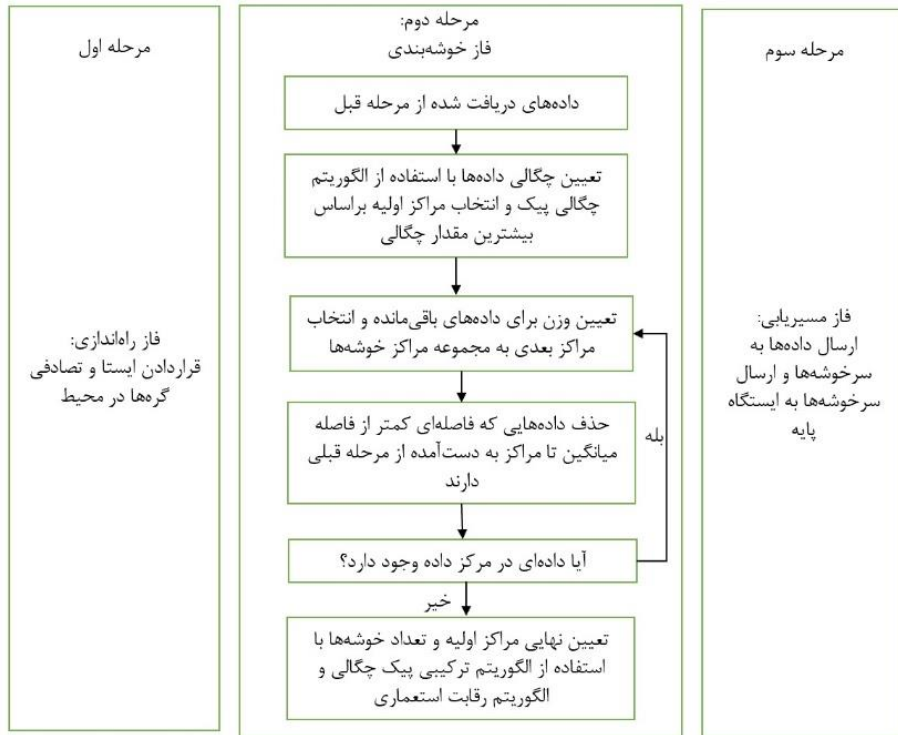 مرحله اول
فاز راه‌اندازی:
قراردادن ایستا و تصادفی
گره‌ها در محیط
مرحله دوم:
فاز خوشه‌بندی
داده‌های دریافت شده از مرحله قبل
تعیین چگالی داده‌ها با استفاده از الگوریتم
چگالی پیک و انتخاب مراکز اولیه براساس
بیشترین مقدار چگالی
تعیین وزن برای داده‌های باقی‌مانده و انتخاب
مراکز بعدی به مجموعه مراکز خوشه‌ها
حذف داده‌هایی که فاصله‌ای کمتر از فاصله
میانگین تا مراکز به دست‌آمده از مرحله قبلی
دارند
بله
آیا داده‌ای در مرکز داده وجود دارد؟
خیر
تعیین نهایی مراکز اولیه و تعداد خوشه‌ها با
استفاده از الگوریتم ترکیبی پیک چگالی و
الگوریتم رقابت استعماری
مرحله سوم
فاز مسیریابی:
ارسال داده‌ها به
سرخوشه‌ها و ارسال
سرخوشه‌ها به ایستگاه
پایه